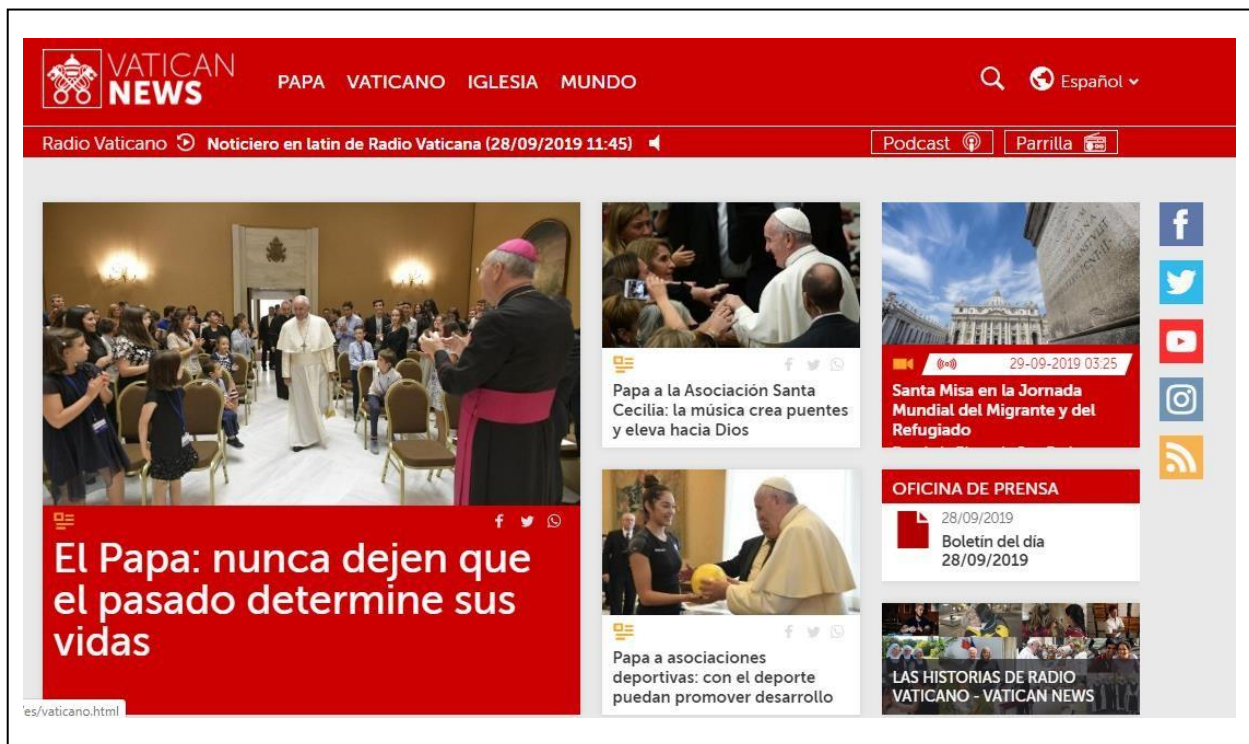 VATICAN
NEWS
PAPA VATICANO IGLESIA MUNDO
Español
Radio Vaticano Noticiero en latin de Radio Vaticana (28/09/2019 11:45)
Podcast
Parrilla
El Papa: nunca dejen que
el pasado determine sus
vidas
Papa a la Asociación Santa
Cecilia: la música crea puentes
y eleva hacia Dios
Papa a asociaciones
deportivas: con el deporte
puedan promover desarrollo
29-09-2019 03:25
Santa Misa en la Jornada
Mundial del Migrante y del
Refugiado
OFICINA DE PRENSA
28/09/2019
Boletín del día
28/09/2019
LAS HISTORIAS DE RADIO
VATICANO - VATICAN NEWS
es/vaticano.html